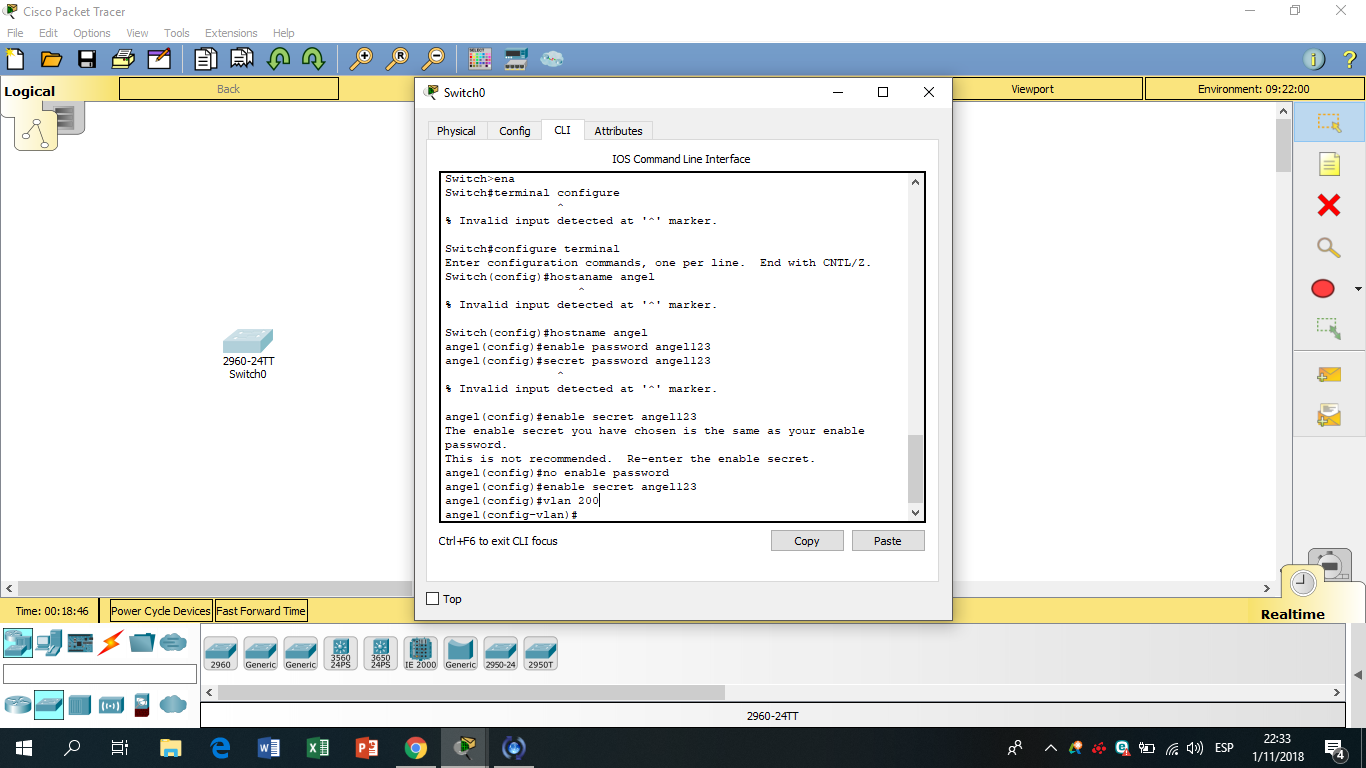 Cisco Packet Tracer
File Edit Options View Tools Extensions Help
Logical
Back
Viewport
Environment: 09:22:00
Switch0
Physical Config CLI Attributes
IOS Command Line Interface
Switch>ena
Switch#terminal configure
^
% Invalid input detected at '^' marker.
Switch#configure terminal
Enter configuration commands, one per line. End with CNTL/Z.
Switch(config)#hostaname angel
^
% Invalid input detected at '^' marker.
Switch(config)#hostname angel
angel(config)#enable password angel123
angel(config)#secret password angel123
^
% Invalid input detected at '^' marker.
angel(config)#enable secret angel123
The enable secret you have chosen is the same as your enable
password.
This is not recommended. Re-enter the enable secret.
angel(config)#no enable password
angel(config)#enable secret angel123
angel(config)#vlan 200
angel(config-vlan)#
Ctrl+F6 to exit CLI focus
Copy
Paste
Top
2960-24TT
Switch0
Time: 00:18:46
Power Cycle Devices
Fast Forward Time
Realtime
2960
Generic
Generic
3560
24PS
3650
24PS
IE 2000
Generic
2950-24
2950T
2960-24TT
ESP
22:33
1/11/2018
4